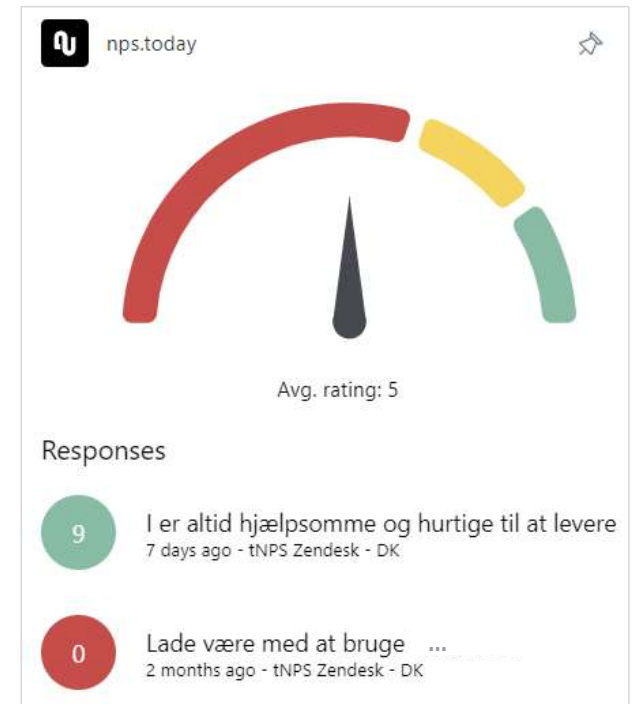 nps.today
Avg. rating: 5
Responses
9
I er altid hjælpsomme og hurtige til at levere
7 days ago - tNPS Zendesk - DK
0
Lade være med at bruge ...
2 months ago - tNPS Zendesk - DK